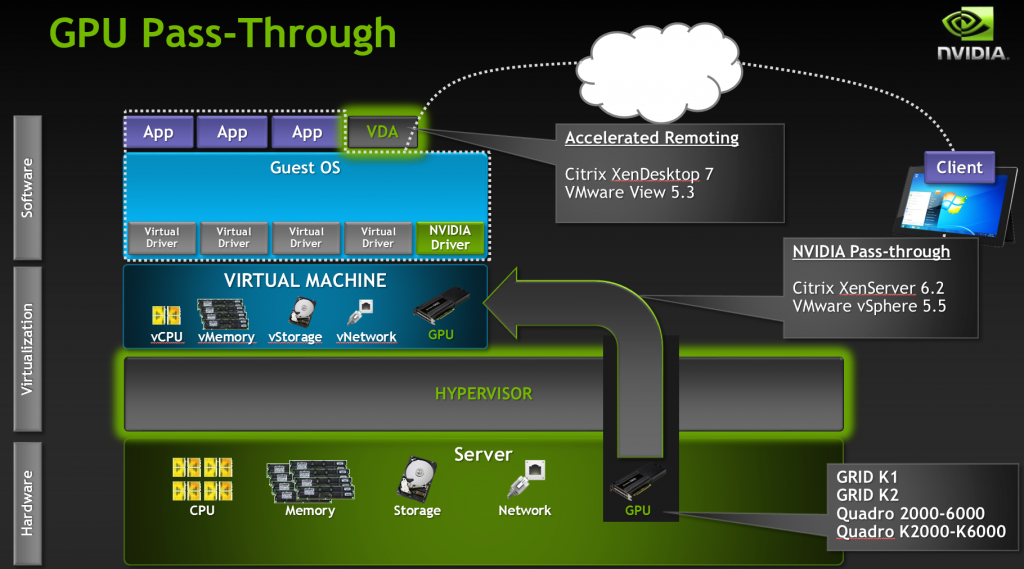 GPU Pass-Through
NVIDIA.
Software
App
App
App
VDA
Accelerated Remoting
Citrix XenDesktop 7
VMware View 5.3
Client
Guest OS
Virtual
Driver
Virtual
Driver
Virtual
Driver
Virtual
Driver
NVIDIA
Driver
NVIDIA Pass-through
Citrix XenServer 6.2
VMware vSphere 5.5
Virtualization
VIRTUAL MACHINE
vCPU
vMemory
vStorage
vNetwork
GPU
HYPERVISOR
Hardware
Server
CPU
Memory
Storage
Network
GPU
GRID K1
GRID K2
Quadro 2000-6000
Quadro K2000-K6000